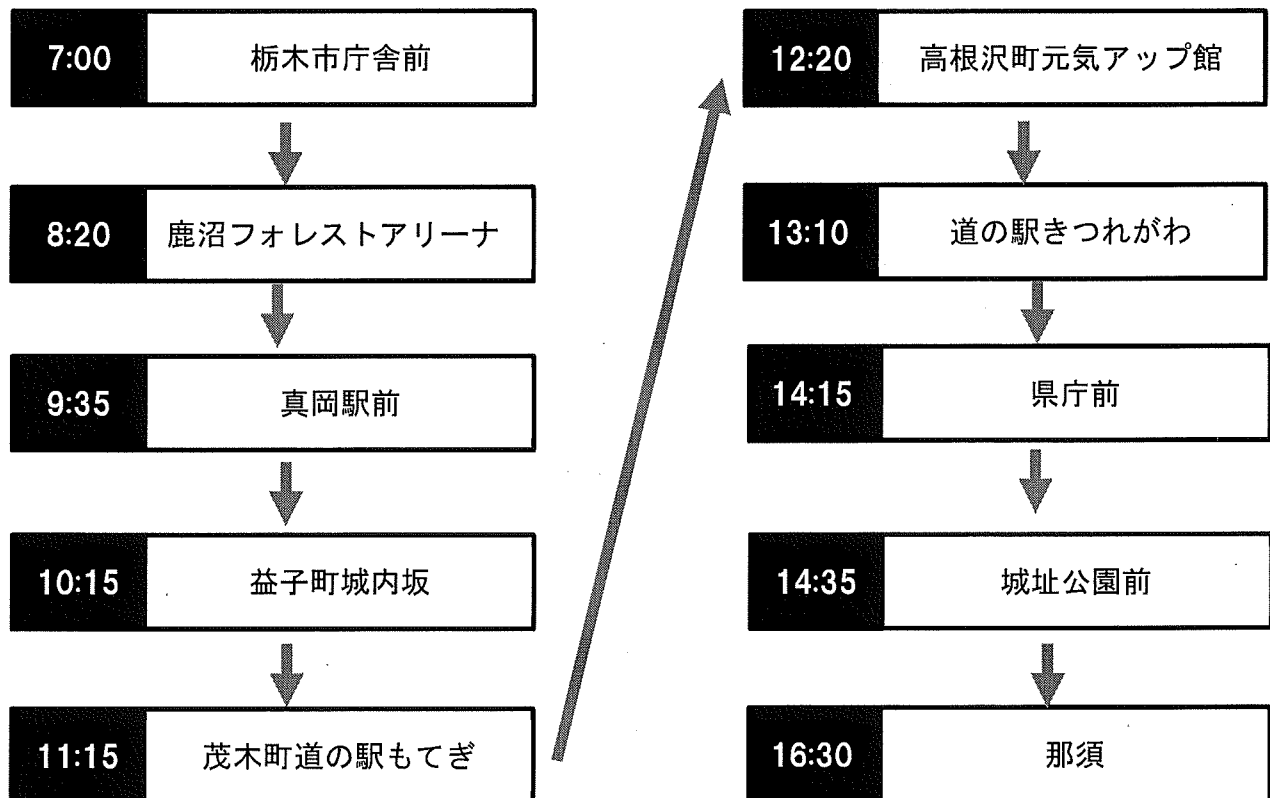 7:00 栃木市庁舎前
8:20 鹿沼フォレストアリーナ
9:35 真岡駅前
10:15 益子町城内坂
11:15 茂木町道の駅もてぎ
12:20 高根沢町元気アップ館
13:10 道の駅きつれがわ
14:15 県庁前
14:35 城址公園前
16:30 那須